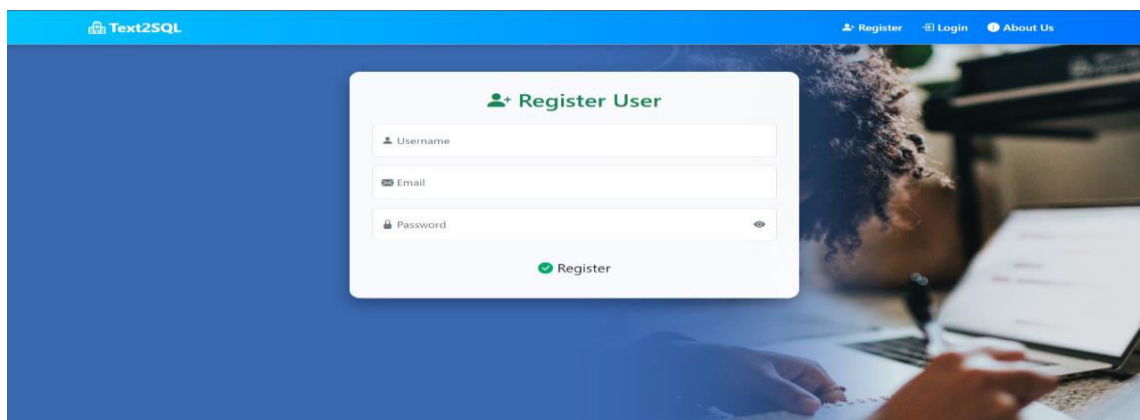 Text2SQL
Register Login About Us
Register User
Username
Email
Password
Register